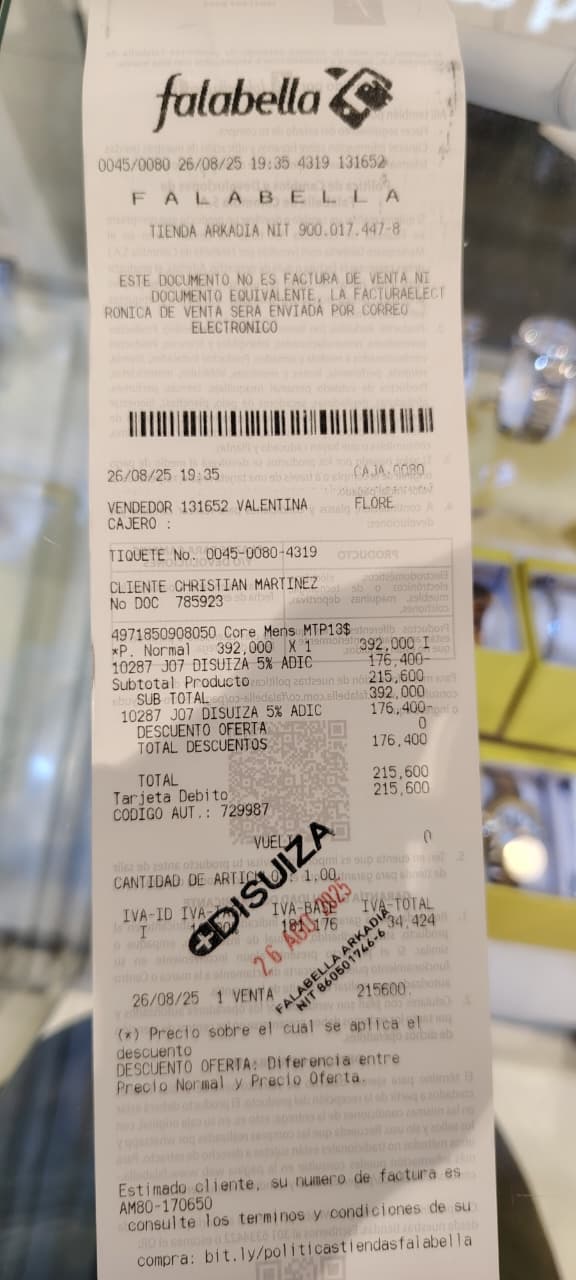 falabella
0045/0080 26/08/25 19:35 4319 131652
F A L A B E L L A
TIENDA ARKADIA NIT 900.017.447-8
ESTE DOCUMENTO NO ES FACTURA DE VENTA NI
DOCUMENTO EQUIVALENTE, LA FACTURAELECT
RONICA DE VENTA SERA ENVIADA POR CORREO
ELECTRONICO
26/08/25 19:35 CAJA:0080
VENDEDOR 131652 VALENTINA FLORE
CAJERO :
TIQUETE No.: 0045-0080-4319
CLIENTE CHRISTIAN MARTINEZ
No DOC 785923
4971850908050 Core Mens MTP13$
*P. Normal 392,000 X 1 392,000 I
10287 J07 DISUIZA 5% ADIC 176,400-
Subtotal Producto 215,600
SUB TOTAL 392,000
10287 J07 DISUIZA 5% ADIC 176,400-
DESCUENTO OFERTA 0
TOTAL DESCUENTOS 176,400
TOTAL 215,600
Tarjeta Debito 215,600
CODIGO AUT.: 729987
0
CANTIDAD DE : 1,00
IVA-ID IVA-TOTAL
I 34,424
DISUIZA
26 AGO 2025
FALABELLA ARKADIA
NIT 860501746-6
26/08/25 1 VENTA 215600
(*) Precio sobre el cual se aplica el
descuento
DESCUENTO OFERTA: Diferencia entre
Precio Normal y Precio Oferta.
Estimado cliente, su numero de factura es
AM80-170650
consulte los terminos y condiciones de su
compra: bit.ly/politicastiendasfalabella